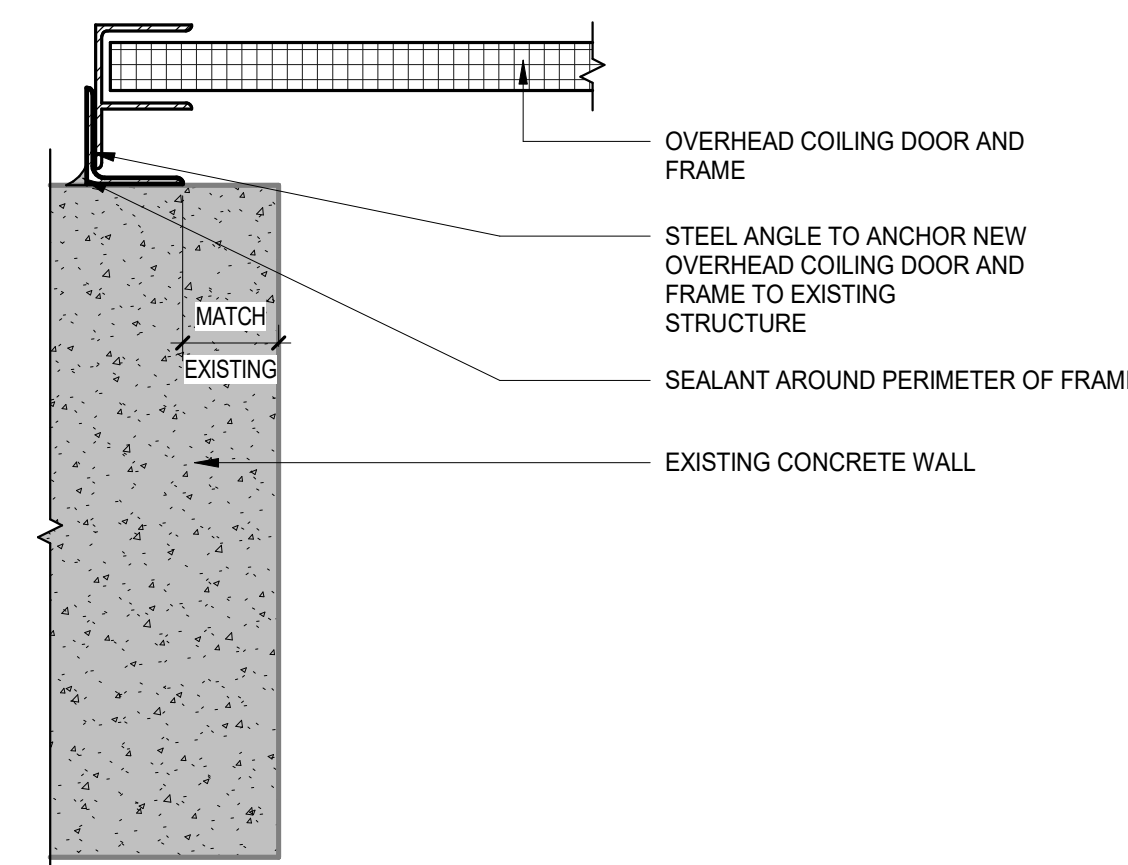 OVERHEAD COILING DOOR AND
FRAME
STEEL ANGLE TO ANCHOR NEW
OVERHEAD COILING DOOR AND
FRAME TO EXISTING
STRUCTURE
MATCH
EXISTING
SEALANT AROUND PERIMETER OF
EXISTING CONCRETE WALL